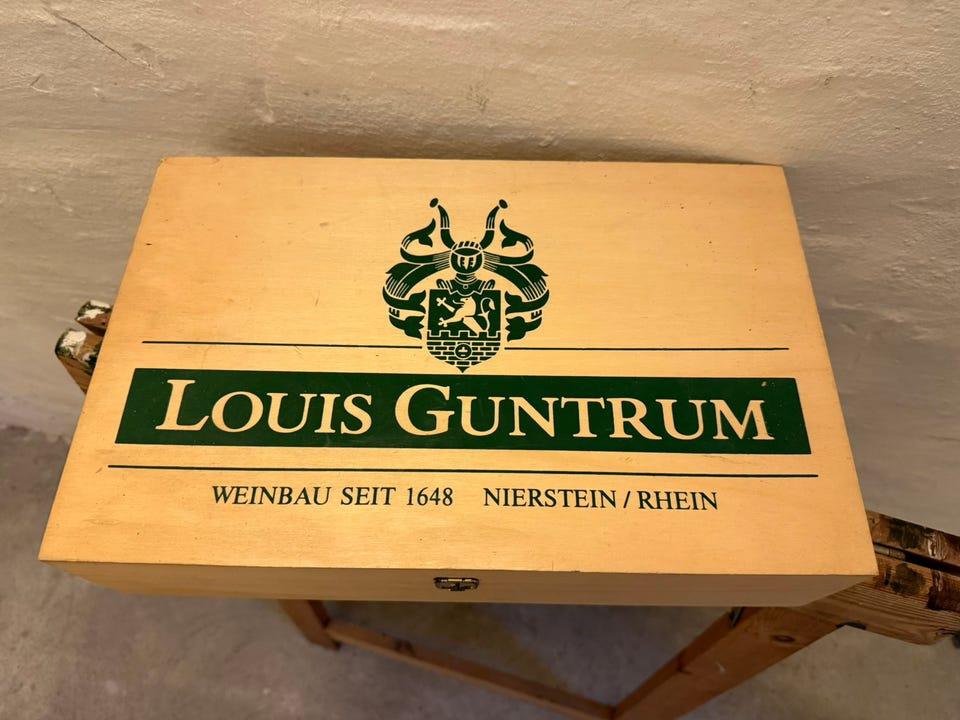 LOUIS GUNTRUM
WEINBAU SEIT 1648 NIERSTEIN / RHEIN